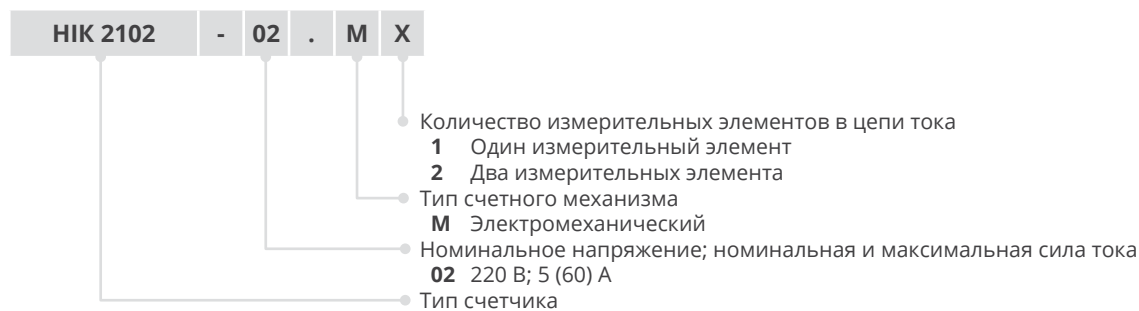 НІК 2102 - 02 . М Х
Количество измерительных элементов в цепи тока
1 Один измерительный элемент
2 Два измерительных элемента
Тип счетного механизма
М Электромеханический
Номинальное напряжение; номинальная и максимальная сила тока
02 220 В; 5 (60) А
Тип счетчика